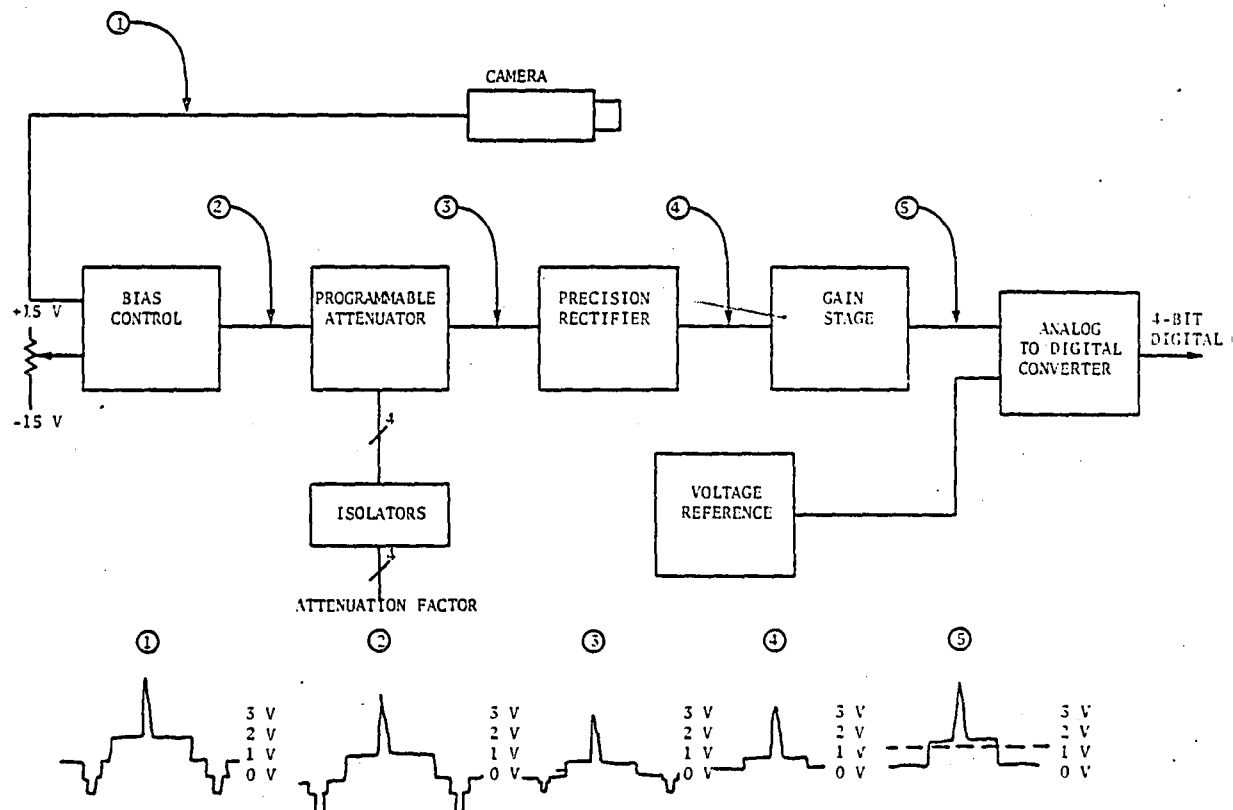 ①
CAMERA
② ③ ④ ⑤
+15 V
-15 V
BIAS
CONTROL
PROGRAMMABLE
ATTENUATOR
PRECISION
RECTIFIER
GAIN
STAGE
ANALOG
TO DIGITAL
CONVERTER
4-BIT
DIGITAL
4
ISOLATORS
4
ATTENUATION FACTOR
VOLTAGE
REFERENCE
① ② ③ ④ ⑤
3 V 3 V 3 V 3 V 3 V
2 V 2 V 2 V 2 V 2 V
1 V 1 V 1 V 1 V 1 V
0 V 0 V 0 V 0 V 0 V